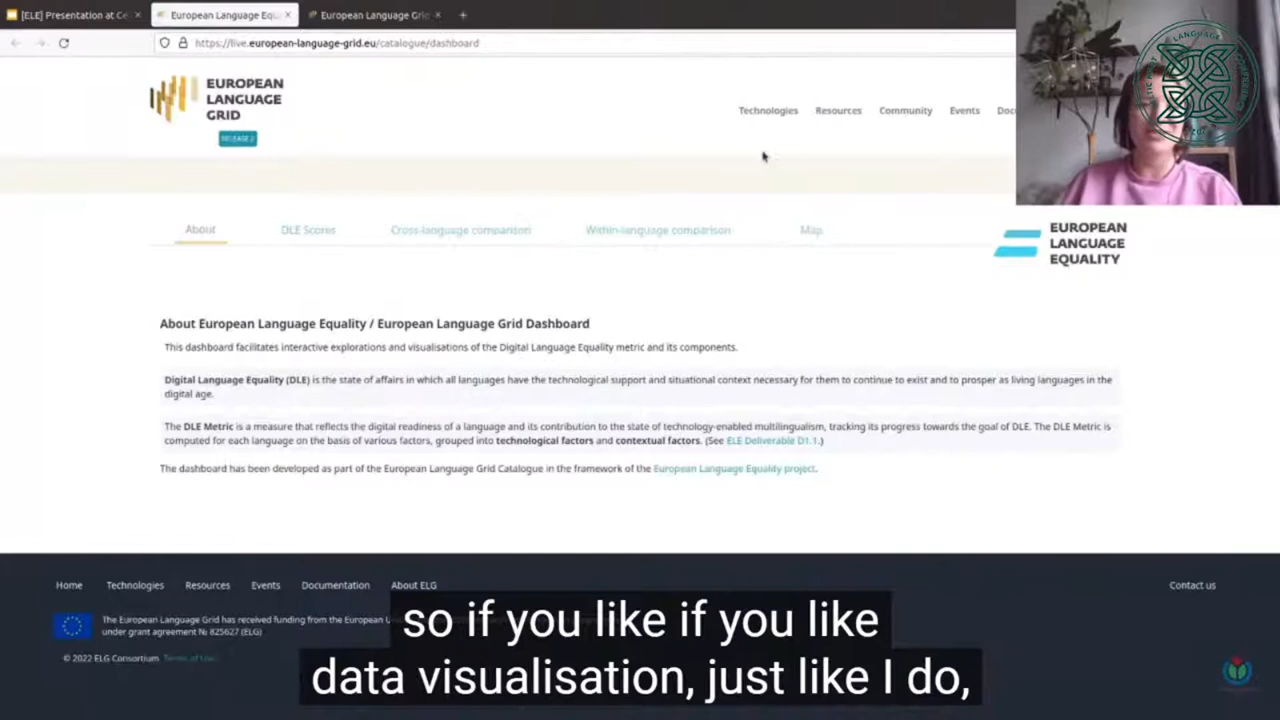 [ELE] Presentation at Ce
European Language Equ
European Language Gri
https://live.european-language-grid.eu/catalogue/dashboard
EUROPEAN
LANGUAGE
GRID
RELEASE 2
Technologies Resources Community Events Docu
About DLE Scores Cross-language comparison Within-language comparison Map
EUROPEAN
LANGUAGE
EQUALITY
About European Language Equality / European Language Grid Dashboard
This dashboard facilitates interactive explorations and visualisations of the Digital Language Equality metric and its components.
Digital Language Equality (DLE) is the state of affairs in which all languages have the technological support and situational context necessary for them to continue to exist and to prosper as living languages in the
digital age.
The DLE Metric is a measure that reflects the digital readiness of a language and its contribution to the state of technology-enabled multilingualism, tracking its progress towards the goal of DLE. The DLE Metric is
computed for each language on the basis of various factors, grouped into technological factors and contextual factors. (See ELE Deliverable D1.1.)
The dashboard has been developed as part of the European Language Grid Catalogue in the framework of the European Language Equality project.
Home Technologies Resources Events Documentation About ELG Contact us
The European Language Grid has received funding from the European U
under grant agreement № 825627 (ELG)
© 2022 ELG Consortium Terms of Use
so if you like if you like
data visualisation, just like I do,